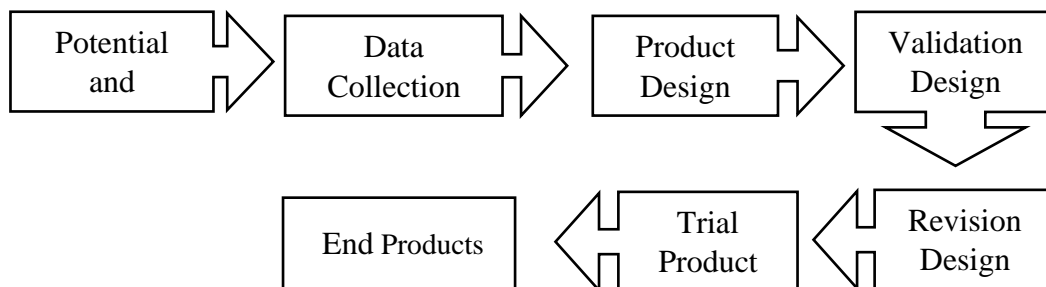 Potential
and
Data
Collection
Product
Design
Validation
Design
End Products
Trial
Product
Revision
Design